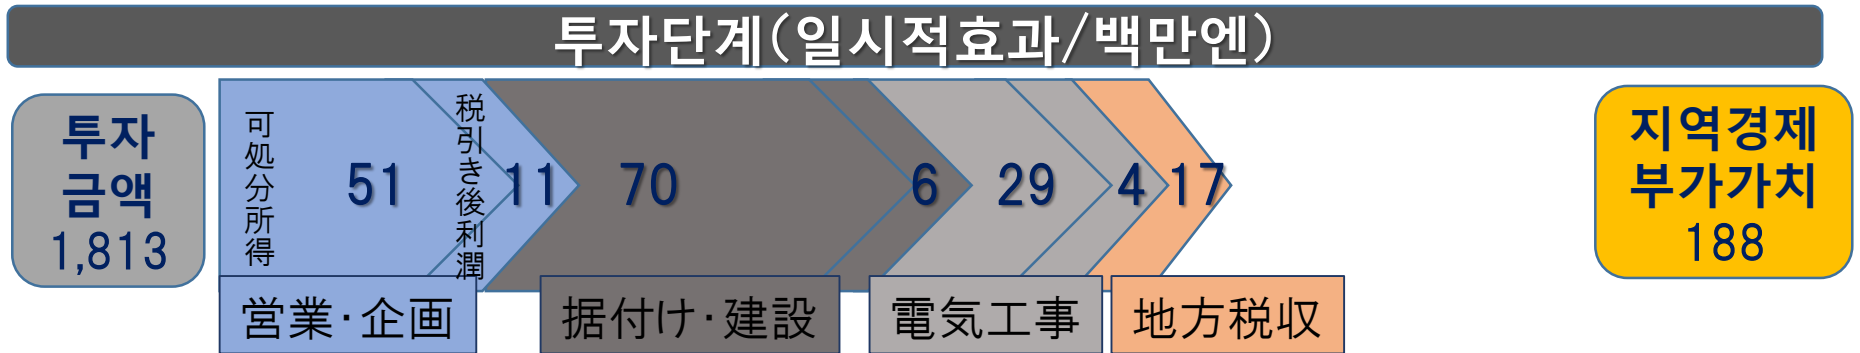 투자단계(일시적효과/백만엔)
투자
금액
1,813
可処分所得
51
税引き後利潤
11
70
6
29
4
17
지역경제
부가가치
188
営業·企画
据付け·建設
電気工事
地方税収